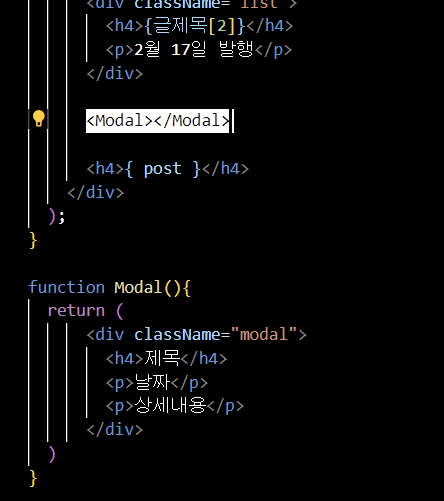 <div className="list">
<h4>{글제목[2]}</h4>
<p>2월 17일 발행</p>
</div>
<Modal></Modal>
<h4>{ post }</h4>
</div>
);
}
function Modal(){
return (
<div className="modal">
<h4>제목</h4>
<p>날짜</p>
<p>상세내용</p>
</div>
)
}